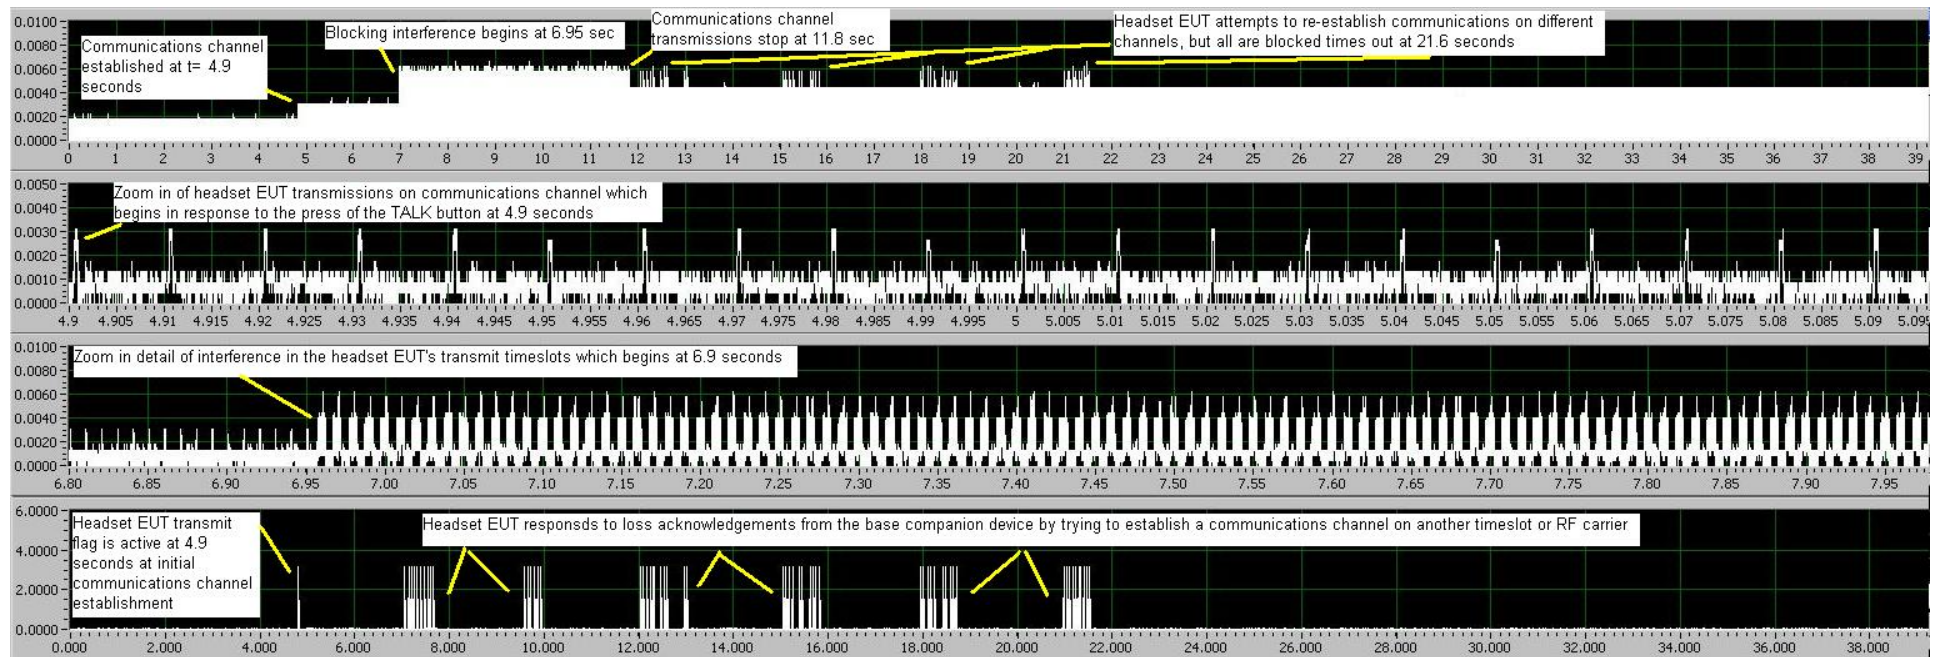 0.0100
0.0080
0.0060
0.0040
0.0020
0.0000
Communications channel
established at t= 4.9
seconds
Blocking interference begins at 6.95 sec
Communications channel
transmissions stop at 11.8 sec
Headset EUT attempts to re-establish communications on different
channels, but all are blocked times out at 21.6 seconds
0 1 2 3 4 5 6 7 8 9 10 11 12 13 14 15 16 17 18 19 20 21 22 23 24 25 26 27 28 29 30 31 32 33 34 35 36 37 38 39
0.0050
0.0040
0.0030
0.0020
0.0010
0.0000
Zoom in of headset EUT transmissions on communications channel which
begins in response to the press of the TALK button at 4.9 seconds
4.9 4.905 4.91 4.915 4.92 4.925 4.93 4.935 4.94 4.945 4.95 4.955 4.96 4.965 4.97 4.975 4.98 4.985 4.99 4.995 5 5.005 5.01 5.015 5.02 5.025 5.03 5.035 5.04 5.045 5.05 5.055 5.06 5.065 5.07 5.075 5.08 5.085 5.09 5.095
0.0100
0.0080
0.0060
0.0040
0.0020
0.0000
Zoom in detail of interference in the headset EUT's transmit timeslots which begins at 6.9 seconds
6.80 6.85 6.90 6.95 7.00 7.05 7.10 7.15 7.20 7.25 7.30 7.35 7.40 7.45 7.50 7.55 7.60 7.65 7.70 7.75 7.80 7.85 7.90 7.95
6.0000
4.0000
2.0000
0.0000
Headset EUT transmit
flag is active at 4.9
seconds at initial
communications channel
establishment
Headset EUT responsds to loss acknowledgements from the base companion device by trying to establish a communications channel on another timeslot or RF carrier
0.000 2.000 4.000 6.000 8.000 10.000 12.000 14.000 16.000 18.000 20.000 22.000 24.000 26.000 28.000 30.000 32.000 34.000 36.000 38.000